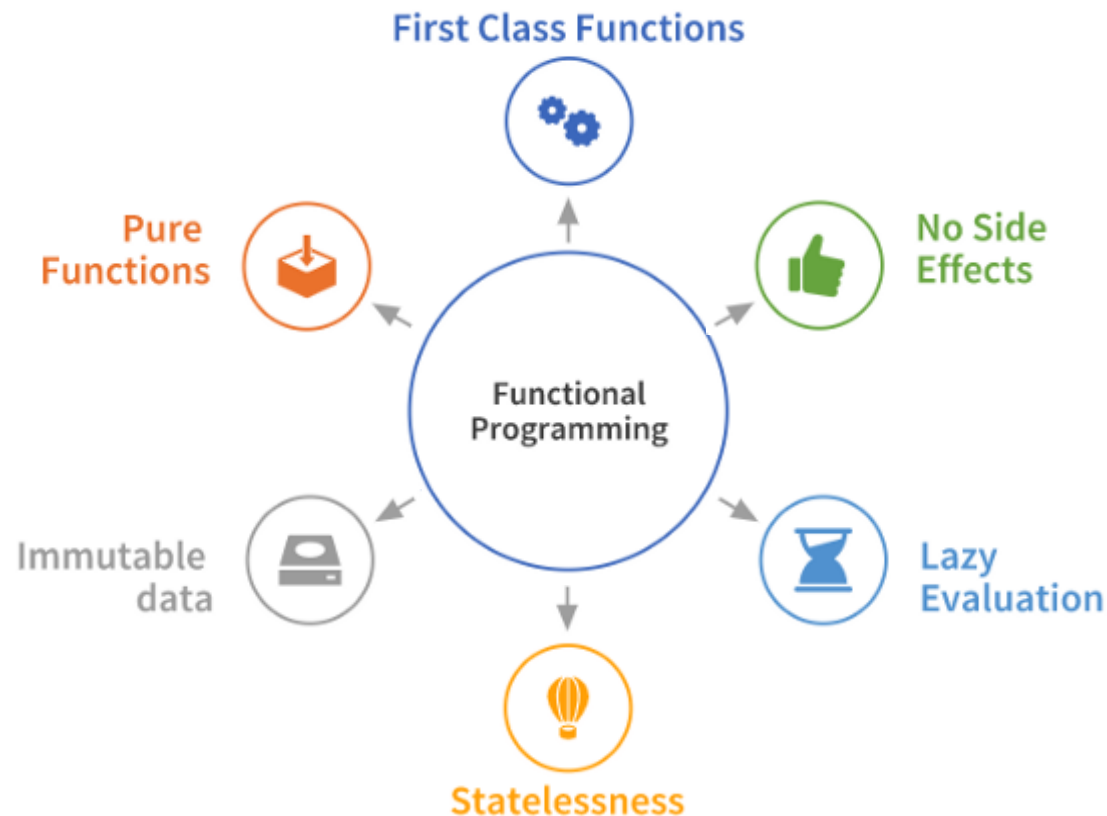 First Class Functions
Pure
Functions
No Side
Effects
Functional
Programming
Immutable
data
Lazy
Evaluation
Statelessness